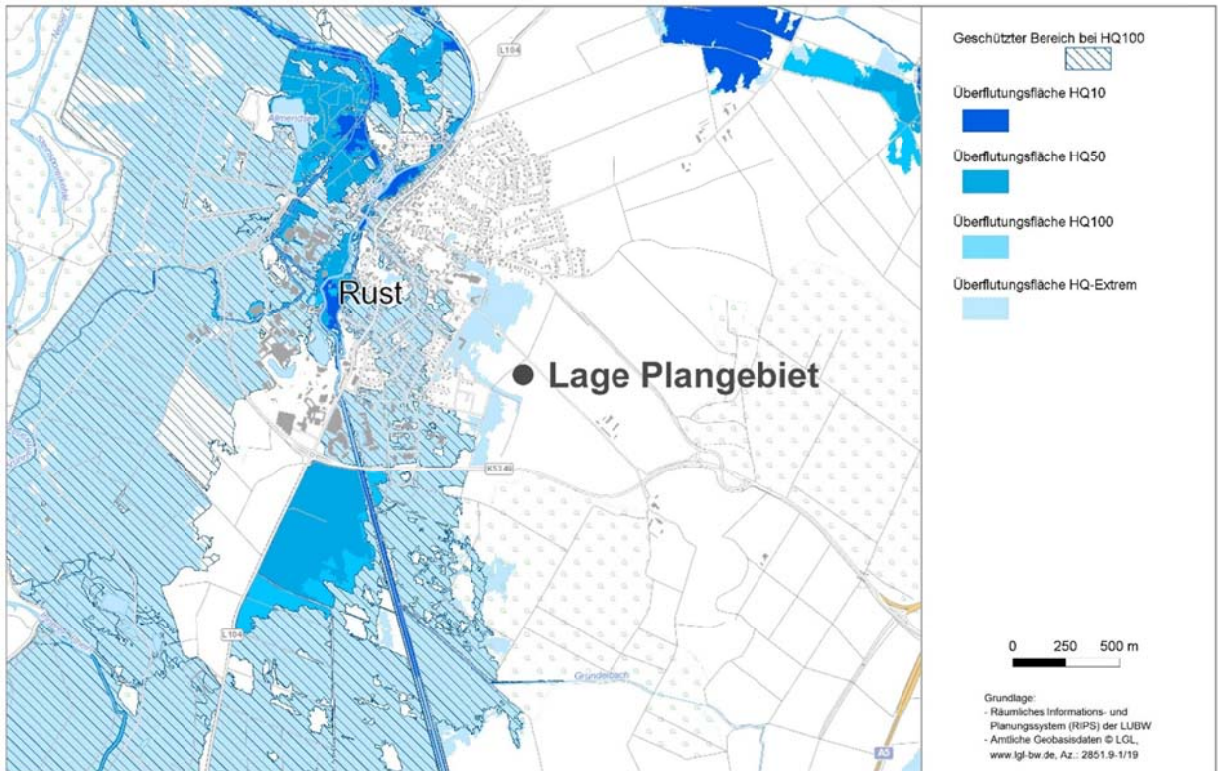 L104
Rust
Lage Plangebiet
K5349
L104
Gründelbach
A5
Geschützter Bereich bei HQ100
Überflutungsfläche HQ10
Überflutungsfläche HQ50
Überflutungsfläche HQ100
Überflutungsfläche HQ-Extrem
0 250 500 m
Grundlage:
- Räumliches Informations- und
Planungssystem (RIPS) der LUBW
- Amtliche Geobasisdaten © LGL,
www.lgl-bw.de, Az.: 2851.9-1/19